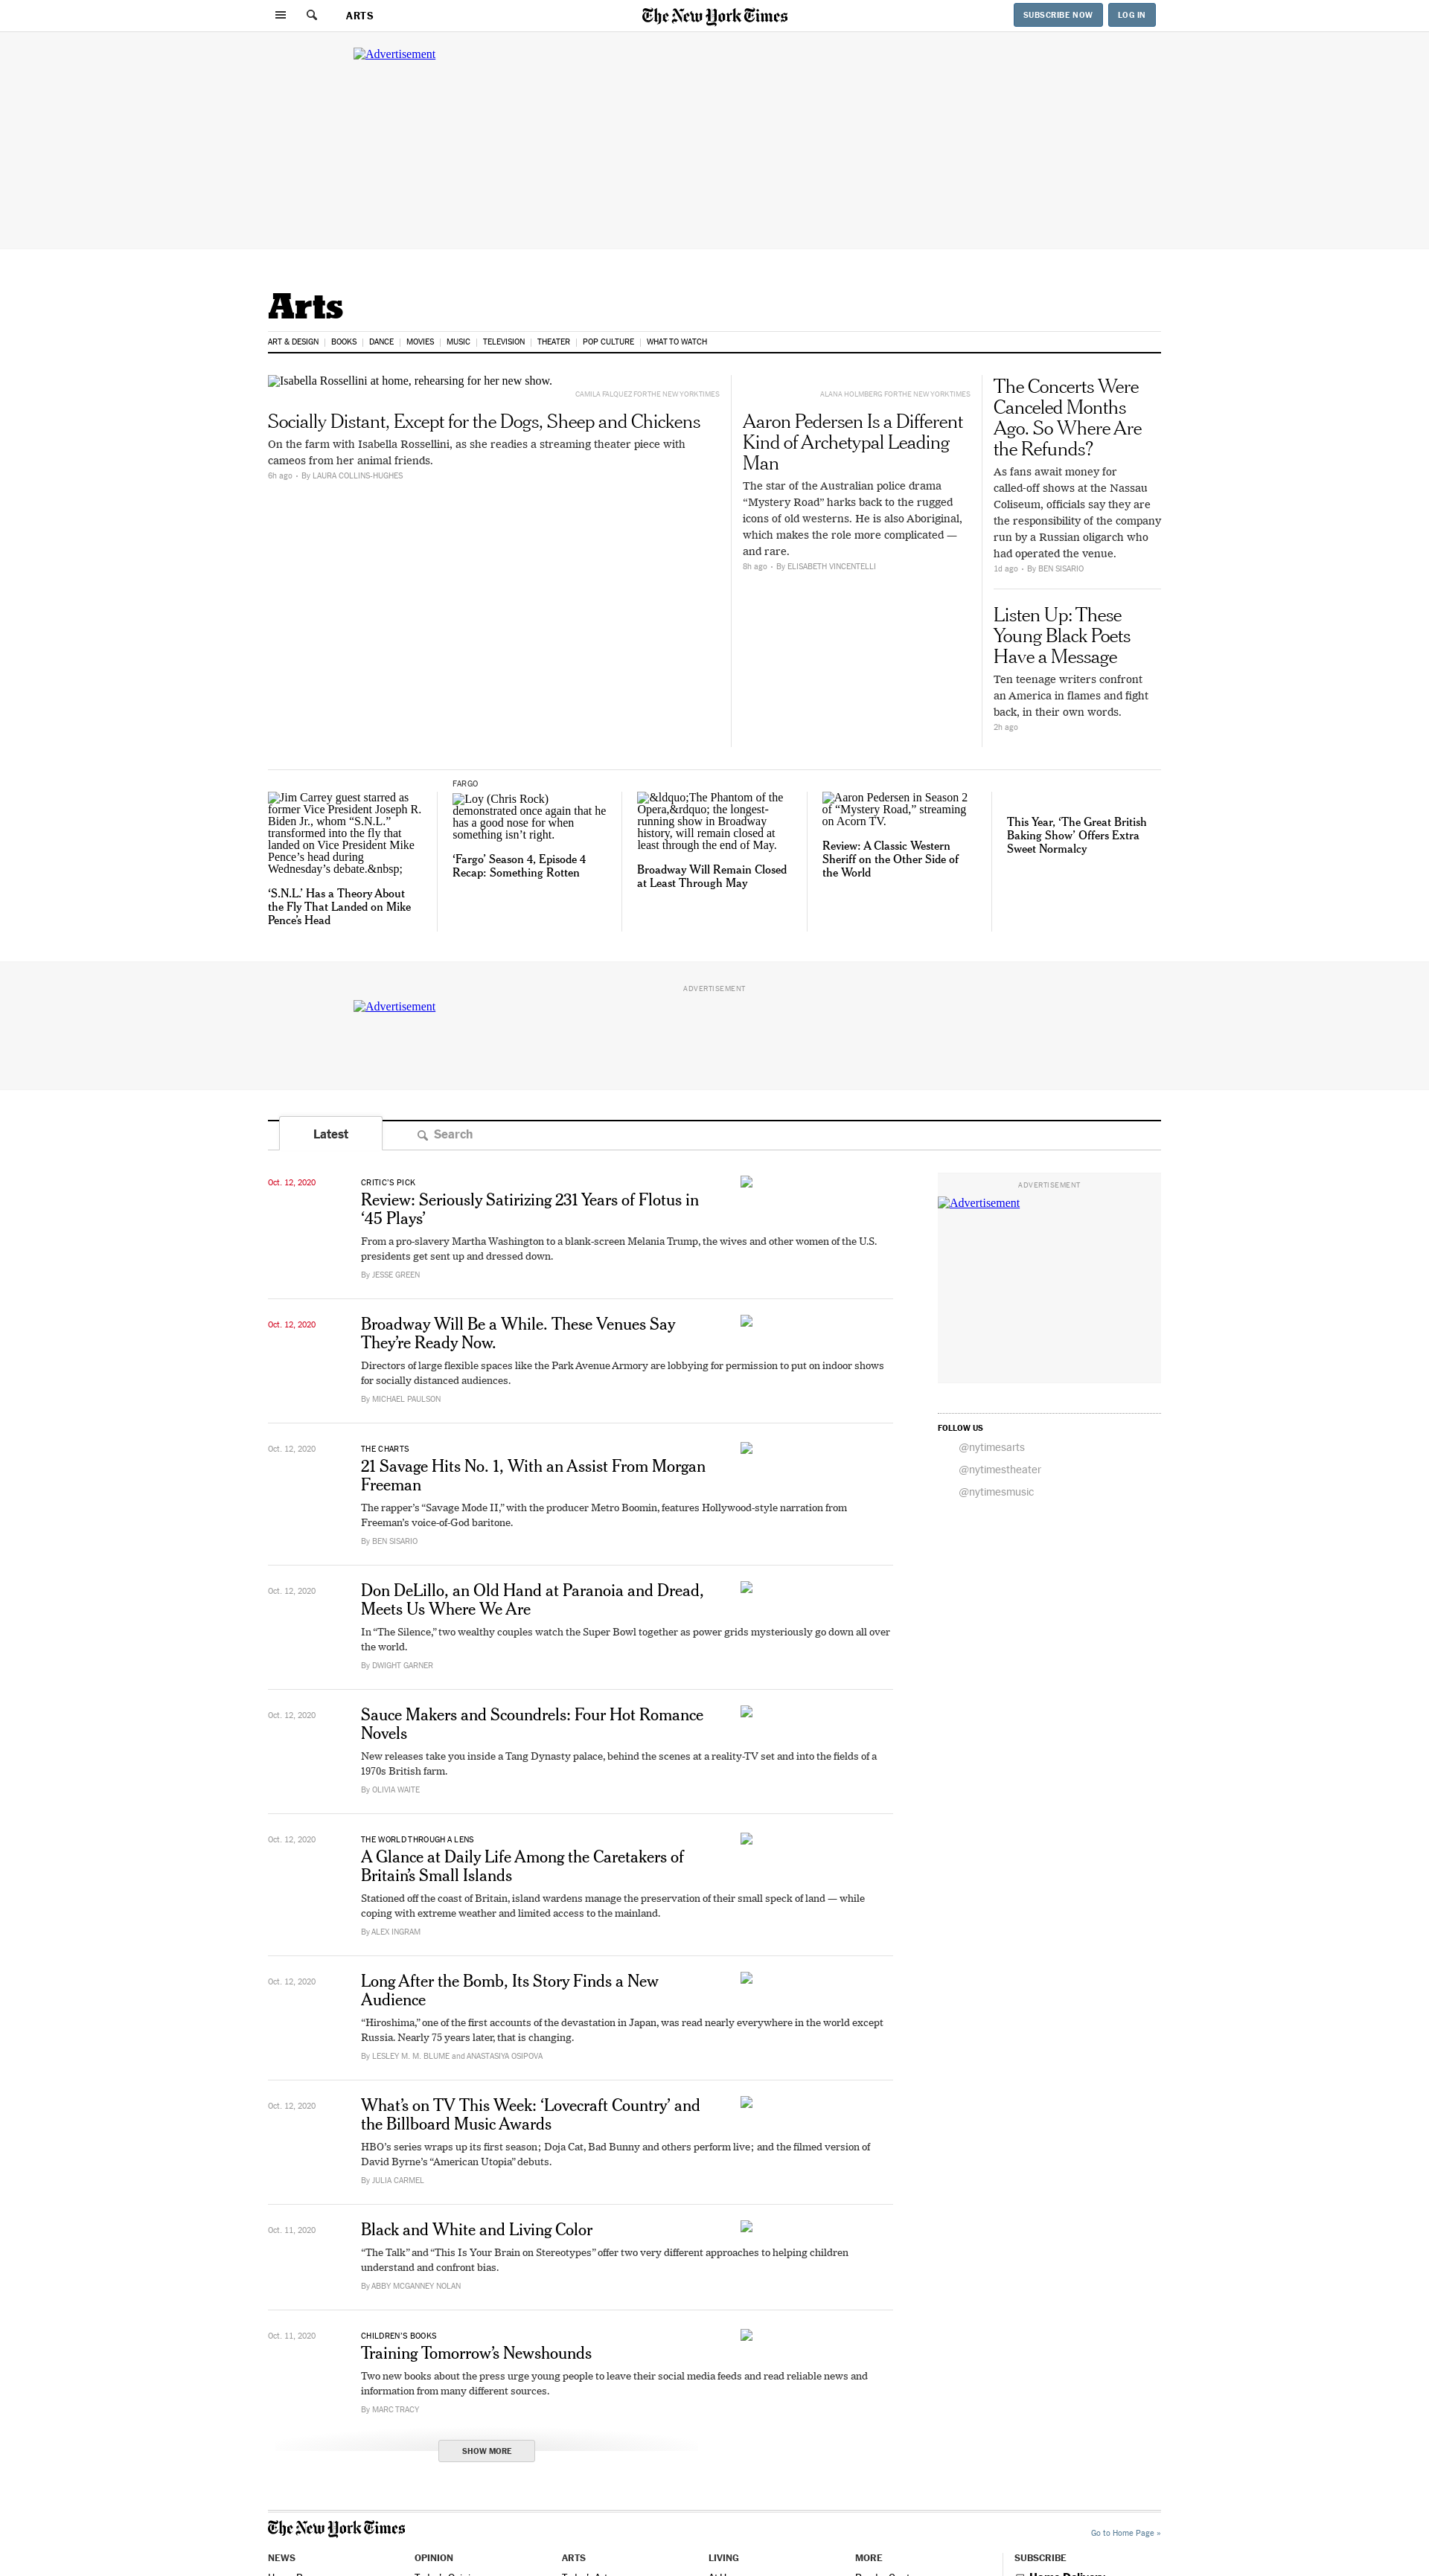 ARTS
The New York Times
SUBSCRIBE NOW
LOG IN
Advertisement
Arts
ART & DESIGN
BOOKS
DANCE
MOVIES
MUSIC
TELEVISION
THEATER
POP CULTURE
WHAT TO WATCH
Isabella Rossellini at home, rehearsing for her new show.
CAMILA FALQUEZ FOR THE NEW YORK TIMES
Socially Distant, Except for the Dogs, Sheep and Chickens
On the farm with Isabella Rossellini, as she readies a streaming theater piece with
cameos from her animal friends.
6h ago • By LAURA COLLINS-HUGHES
ALANA HOLMBERG FOR THE NEW YORK TIMES
Aaron Pedersen Is a Different
Kind of Archetypal Leading
Man
The star of the Australian police drama
“Mystery Road” harks back to the rugged
icons of old westerns. He is also Aboriginal,
which makes the role more complicated —
and rare.
8h ago • By ELISABETH VINCENTELLI
The Concerts Were
Canceled Months
Ago. So Where Are
the Refunds?
As fans await money for
called-off shows at the Nassau
Coliseum, officials say they are
the responsibility of the company
run by a Russian oligarch who
had operated the venue.
1d ago • By BEN SISARIO
Listen Up: These
Young Black Poets
Have a Message
Ten teenage writers confront
an America in flames and fight
back, in their own words.
2h ago
Jim Carrey guest starred as
former Vice President Joseph R.
Biden Jr., whom “S.N.L.”
transformed into the fly that
landed on Vice President Mike
Pence’s head during
Wednesday’s debate.&nbsp;
‘S.N.L.’ Has a Theory About
the Fly That Landed on Mike
Pence’s Head
FARGO
Loy (Chris Rock)
demonstrated once again that he
has a good nose for when
something isn’t right.
‘Fargo’ Season 4, Episode 4
Recap: Something Rotten
&ldquo;The Phantom of the
Opera,&rdquo; the longest-
running show in Broadway
history, will remain closed at
least through the end of May.
Broadway Will Remain Closed
at Least Through May
Aaron Pedersen in Season 2
of “Mystery Road,” streaming
on Acorn TV.
Review: A Classic Western
Sheriff on the Other Side of
the World
This Year, ‘The Great British
Baking Show’ Offers Extra
Sweet Normalcy
ADVERTISEMENT
Advertisement
Latest
Search
Oct. 12, 2020
CRITIC’S PICK
Review: Seriously Satirizing 231 Years of Flotus in
‘45 Plays’
From a pro-slavery Martha Washington to a blank-screen Melania Trump, the wives and other women of the U.S.
presidents get sent up and dressed down.
By JESSE GREEN
Oct. 12, 2020
Broadway Will Be a While. These Venues Say
They’re Ready Now.
Directors of large flexible spaces like the Park Avenue Armory are lobbying for permission to put on indoor shows
for socially distanced audiences.
By MICHAEL PAULSON
Oct. 12, 2020
THE CHARTS
21 Savage Hits No. 1, With an Assist From Morgan
Freeman
The rapper’s “Savage Mode II,” with the producer Metro Boomin, features Hollywood-style narration from
Freeman’s voice-of-God baritone.
By BEN SISARIO
Oct. 12, 2020
Don DeLillo, an Old Hand at Paranoia and Dread,
Meets Us Where We Are
In “The Silence,” two wealthy couples watch the Super Bowl together as power grids mysteriously go down all over
the world.
By DWIGHT GARNER
Oct. 12, 2020
Sauce Makers and Scoundrels: Four Hot Romance
Novels
New releases take you inside a Tang Dynasty palace, behind the scenes at a reality-TV set and into the fields of a
1970s British farm.
By OLIVIA WAITE
Oct. 12, 2020
THE WORLD THROUGH A LENS
A Glance at Daily Life Among the Caretakers of
Britain’s Small Islands
Stationed off the coast of Britain, island wardens manage the preservation of their small speck of land — while
coping with extreme weather and limited access to the mainland.
By ALEX INGRAM
Oct. 12, 2020
Long After the Bomb, Its Story Finds a New
Audience
“Hiroshima,” one of the first accounts of the devastation in Japan, was read nearly everywhere in the world except
Russia. Nearly 75 years later, that is changing.
By LESLEY M. M. BLUME and ANASTASIYA OSIPOVA
Oct. 12, 2020
What’s on TV This Week: ‘Lovecraft Country’ and
the Billboard Music Awards
HBO’s series wraps up its first season; Doja Cat, Bad Bunny and others perform live; and the filmed version of
David Byrne’s “American Utopia” debuts.
By JULIA CARMEL
Oct. 11, 2020
Black and White and Living Color
“The Talk” and “This Is Your Brain on Stereotypes” offer two very different approaches to helping children
understand and confront bias.
By ABBY MCGANNEY NOLAN
Oct. 11, 2020
CHILDREN’S BOOKS
Training Tomorrow’s Newshounds
Two new books about the press urge young people to leave their social media feeds and read reliable news and
information from many different sources.
By MARC TRACY
SHOW MORE
ADVERTISEMENT
Advertisement
FOLLOW US
@nytimesarts
@nytimestheater
@nytimesmusic
The New York Times
Go to Home Page »
NEWS
OPINION
ARTS
LIVING
MORE
SUBSCRIBE